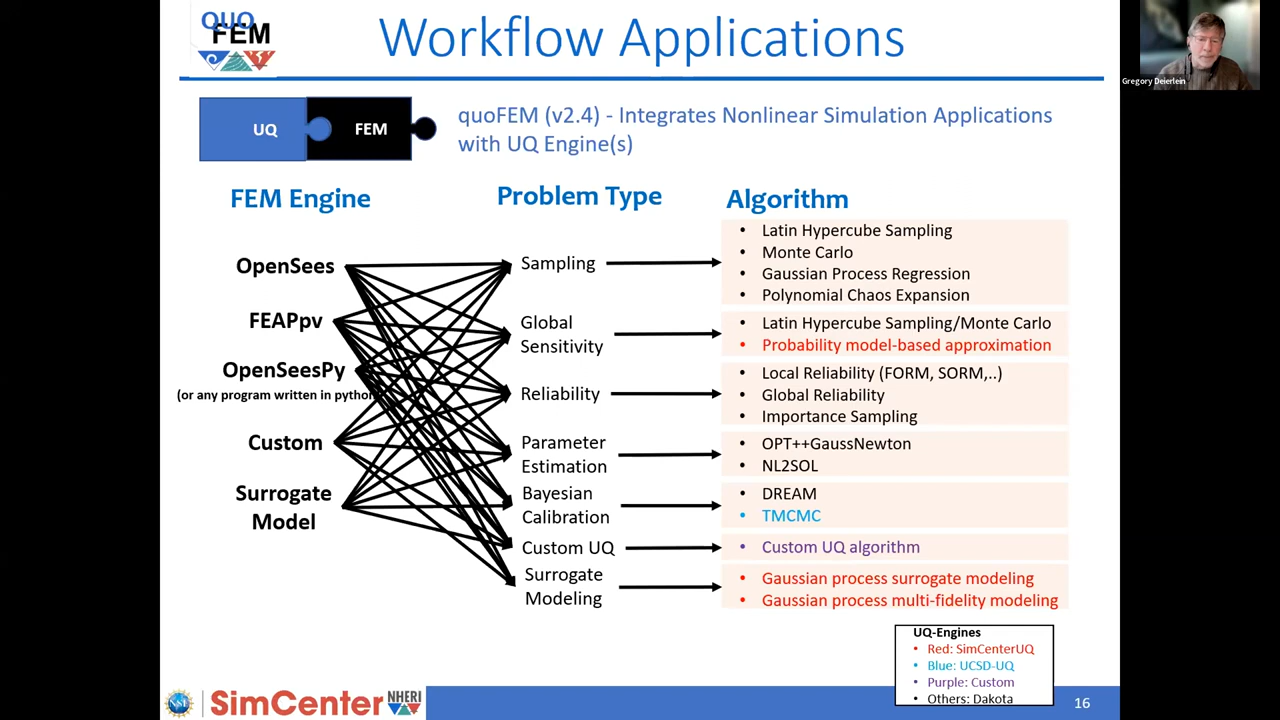 QUO
FEM
Workflow Applications
Gregory Deierlein
UQ
FEM
quoFEM (v2.4) - Integrates Nonlinear Simulation Applications
with UQ Engine(s)
FEM Engine
OpenSees
FEAPpv
OpenSeesPy
(or any program written in python
Custom
Surrogate
Model
Problem Type
Sampling
Global
Sensitivity
Reliability
Parameter
Estimation
Bayesian
Calibration
Custom UQ
Surrogate
Modeling
Algorithm
• Latin Hypercube Sampling
• Monte Carlo
• Gaussian Process Regression
• Polynomial Chaos Expansion
• Latin Hypercube Sampling/Monte Carlo
• Probability model-based approximation
• Local Reliability (FORM, SORM,..)
• Global Reliability
• Importance Sampling
• OPT++GaussNewton
• NL2SOL
• DREAM
• TMCMC
• Custom UQ algorithm
• Gaussian process surrogate modeling
• Gaussian process multi-fidelity modeling
UQ-Engines
• Red: SimCenterUQ
• Blue: UCSD-UQ
• Purple: Custom
• Others: Dakota
NSF
SimCenter
NHERI
16